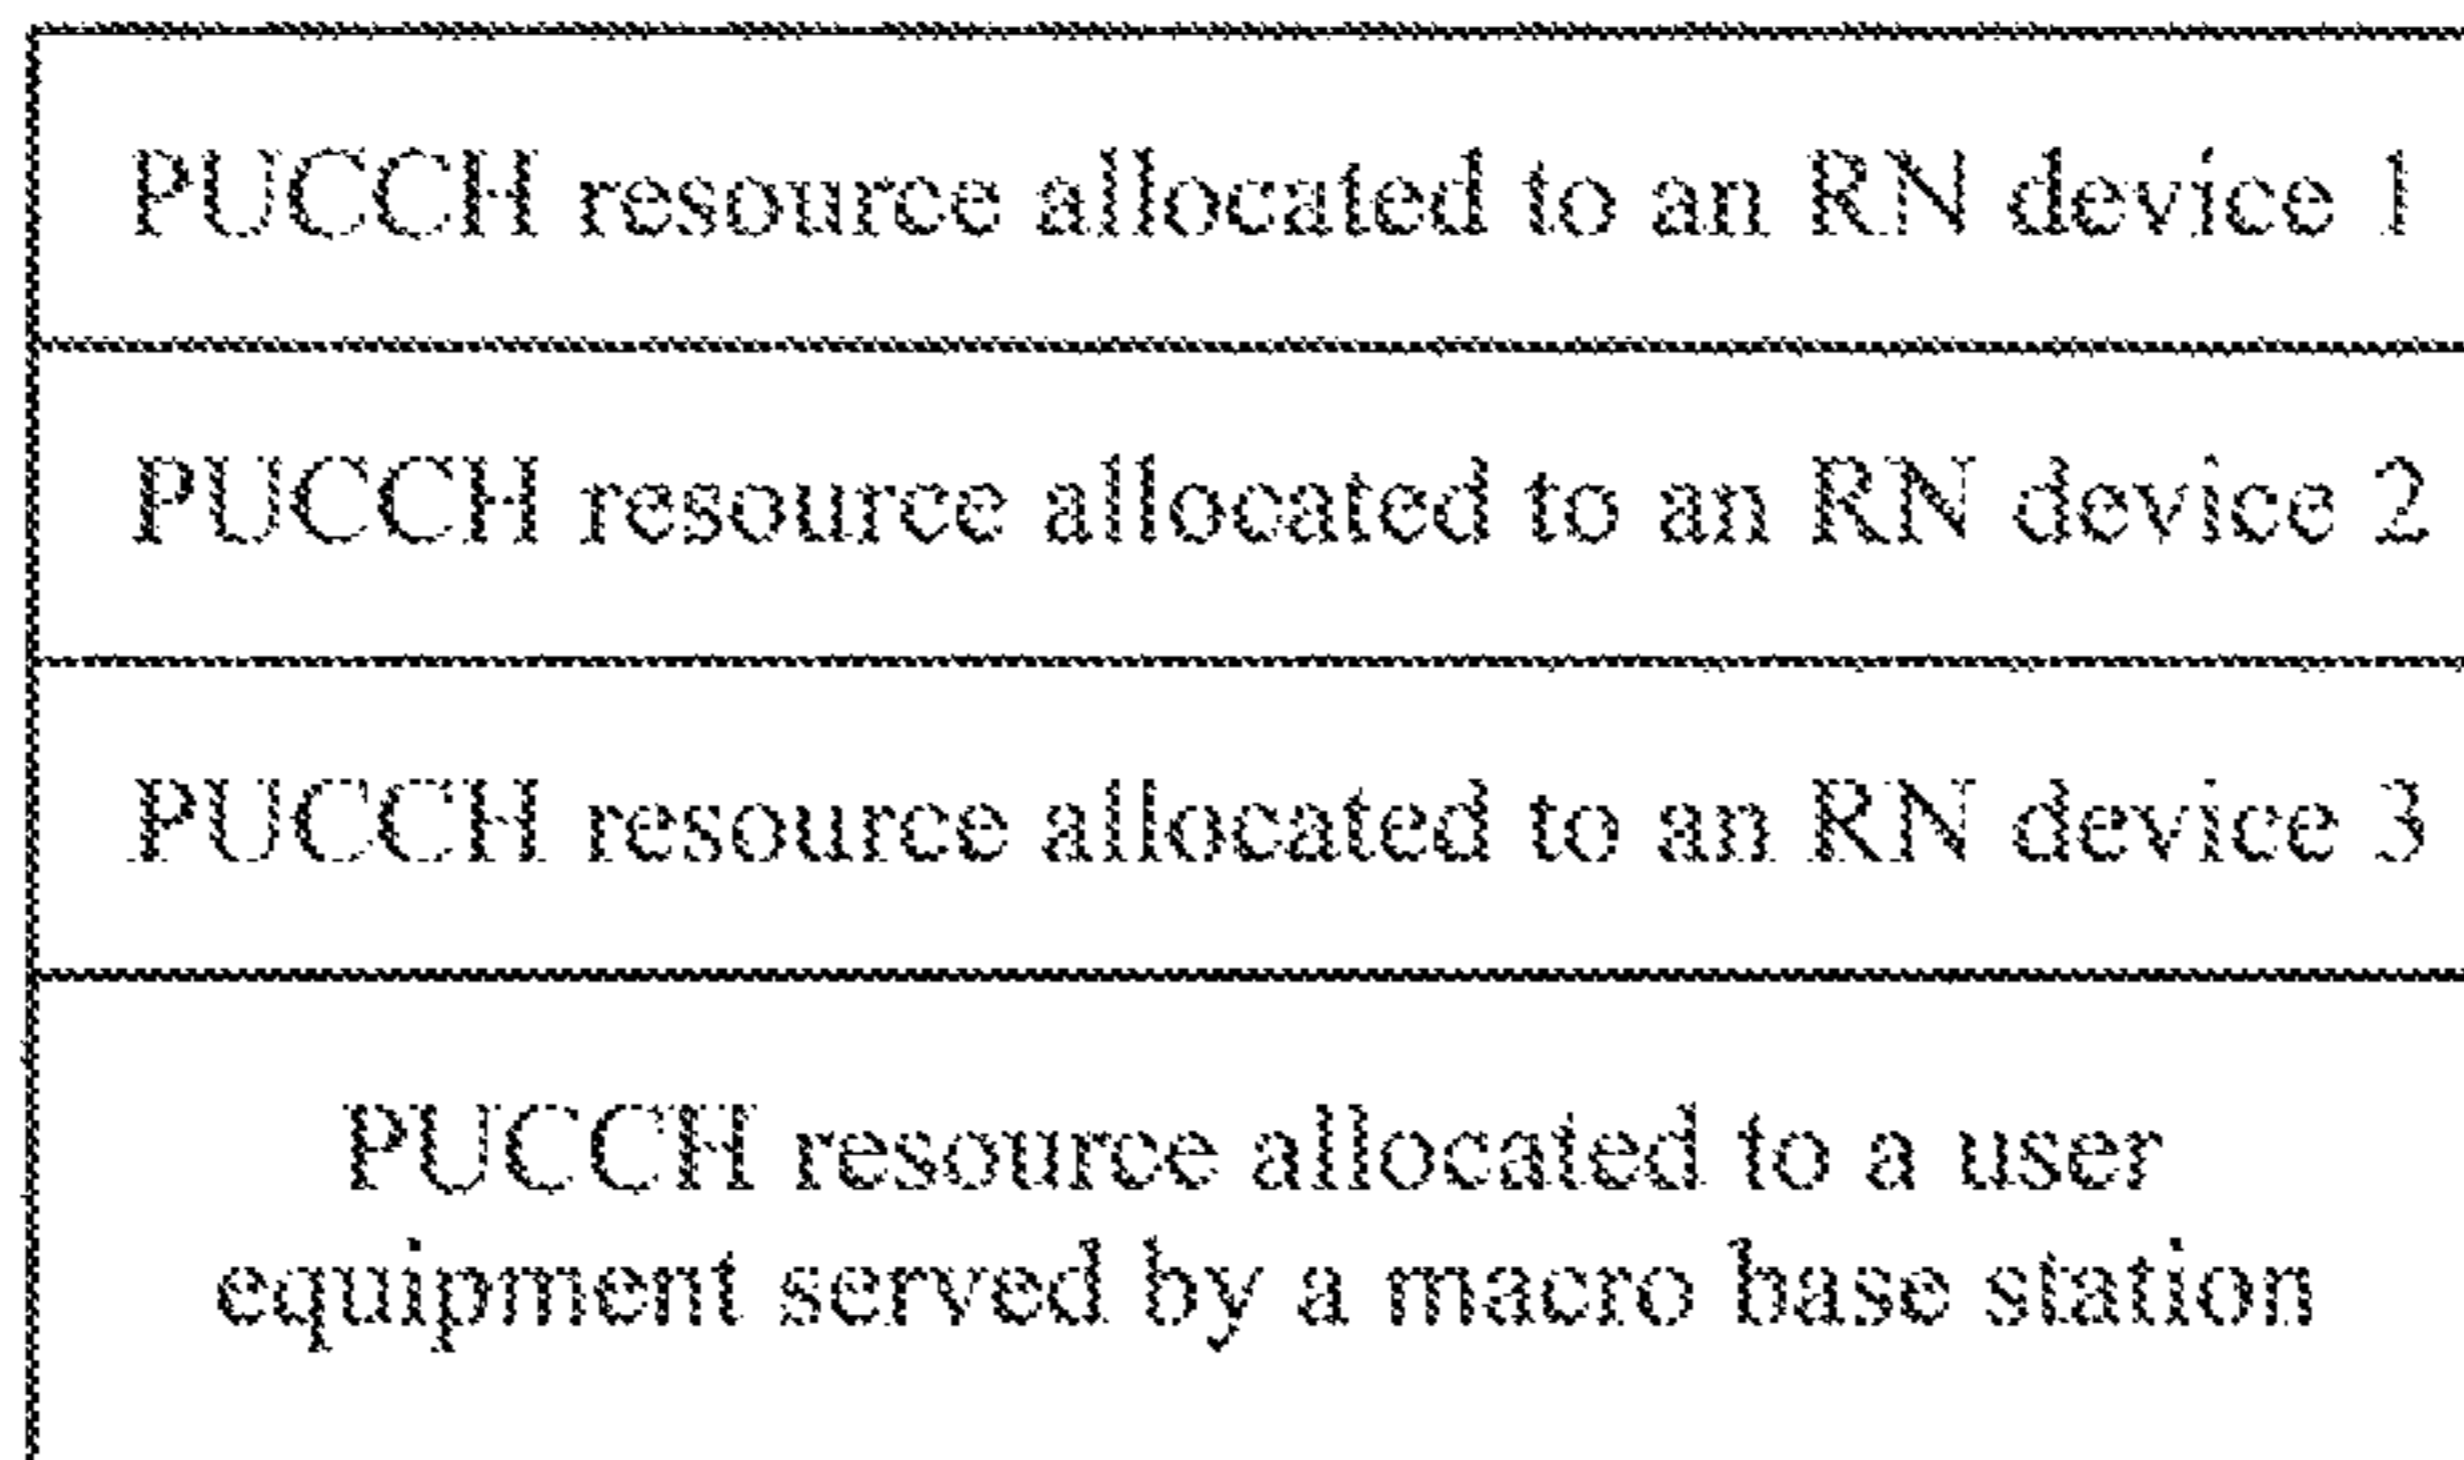 PUCCH resource allocated to an RN device 1
PUCCH resource allocated to an RN device 2
PUCCH resource allocated to an RN device 3
PUCCH resource allocated to a user
equipment served by a macro base station